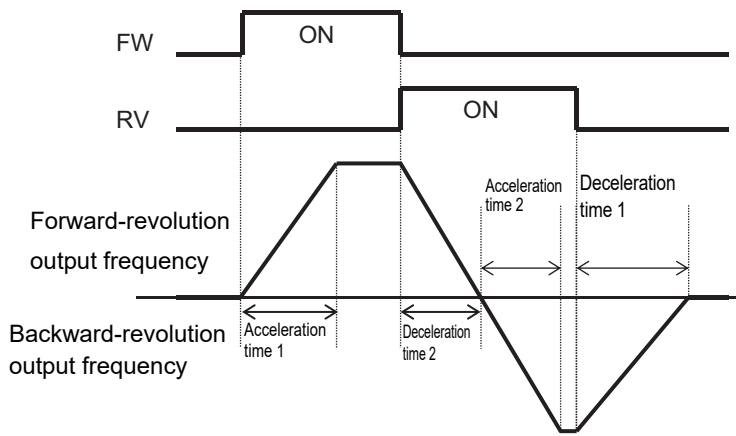 FW
ON
RV
ON
Acceleration
time 2
Deceleration
time 1
Forward-revolution
output frequency
Backward-revolution
output frequency
Acceleration
time 1
Deceleration
time 2